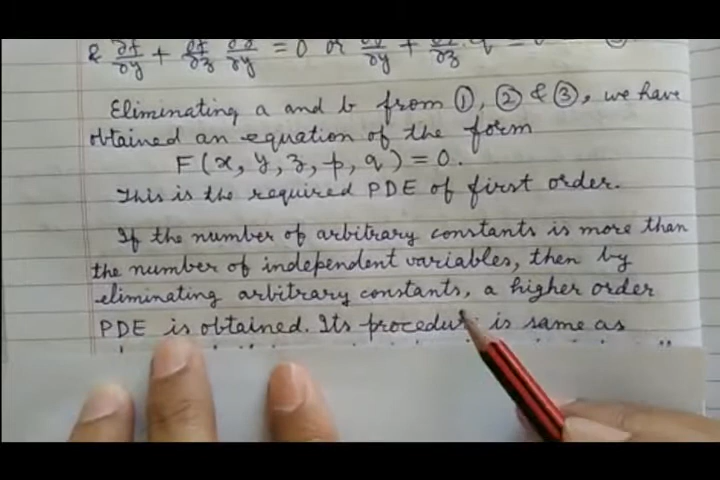 & ∂f/∂y + ∂f/∂z ∂z/∂y = 0 or ∂f/∂y + ∂f/∂z q
Eliminating a and b from ①, ② & ③, we have
obtained an equation of the form
F(x, y, z, p, q) = 0.
This is the required PDE of first order.
If the number of arbitrary constants is more than
the number of independent variables, then by
eliminating arbitrary constants, a higher order
PDE is obtained. Its procedure is same as